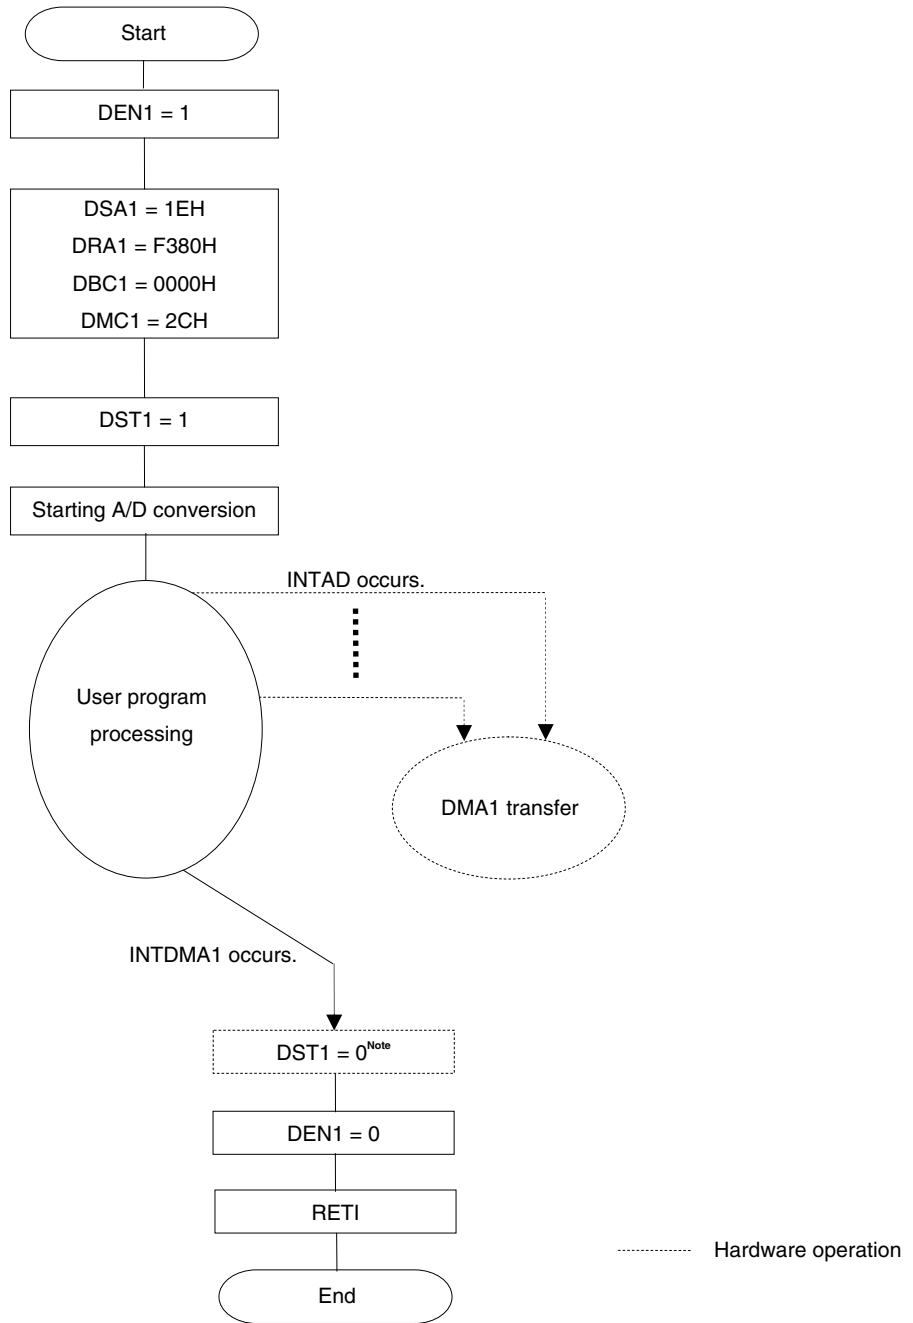 Start
DEN1 = 1
DSA1 = 1EH
DRA1 = F380H
DBC1 = 0000H
DMC1 = 2CH
DST1 = 1
Starting A/D conversion
INTAD occurs.
User program
processing
DMA1 transfer
INTDMA1 occurs.
DST1 = 0Note
DEN1 = 0
RETI
Hardware operation
End